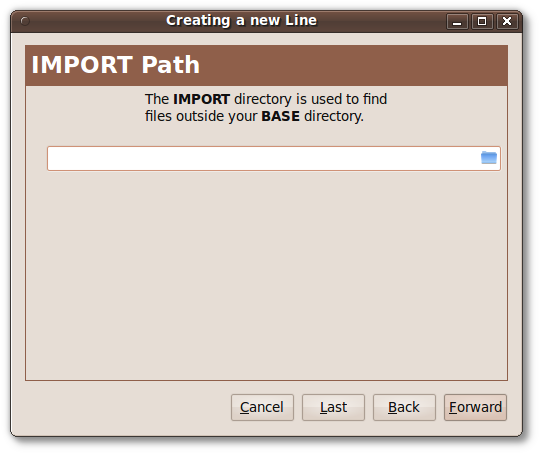 Creating a new Line
IMPORT Path
The IMPORT directory is used to find
files outside your BASE directory.
Cancel Last Back Forward